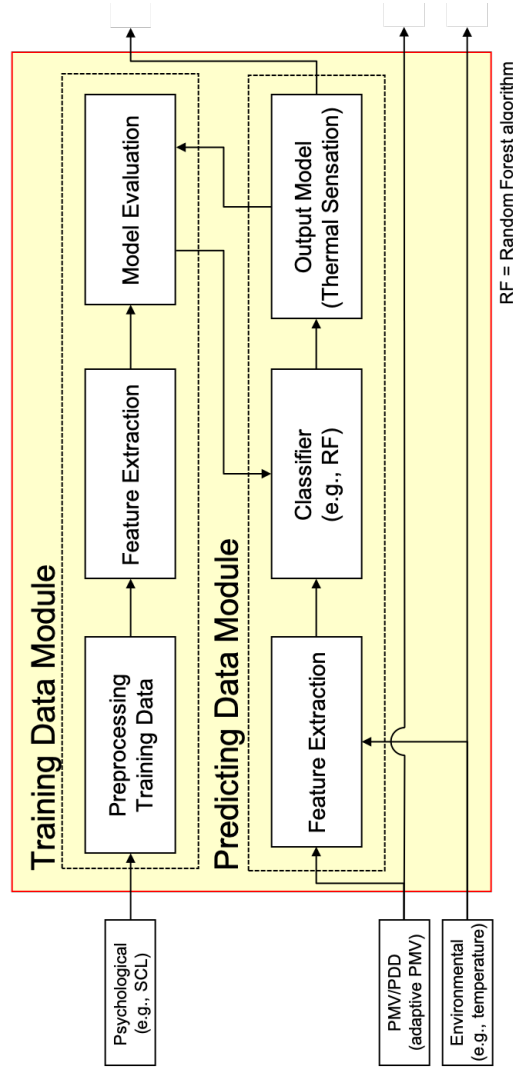 Training Data Module
Psychological
(e.g., SCL)
Preprocessing
Training Data
Feature Extraction
Model Evaluation
Predicting Data Module
Feature Extraction
Classifier
(e.g., RF)
Output Model
(Thermal Sensation)
PMV/PDD
(adaptive PMV)
Environmental
(e.g., temperature)
RF = Random Forest algorithm